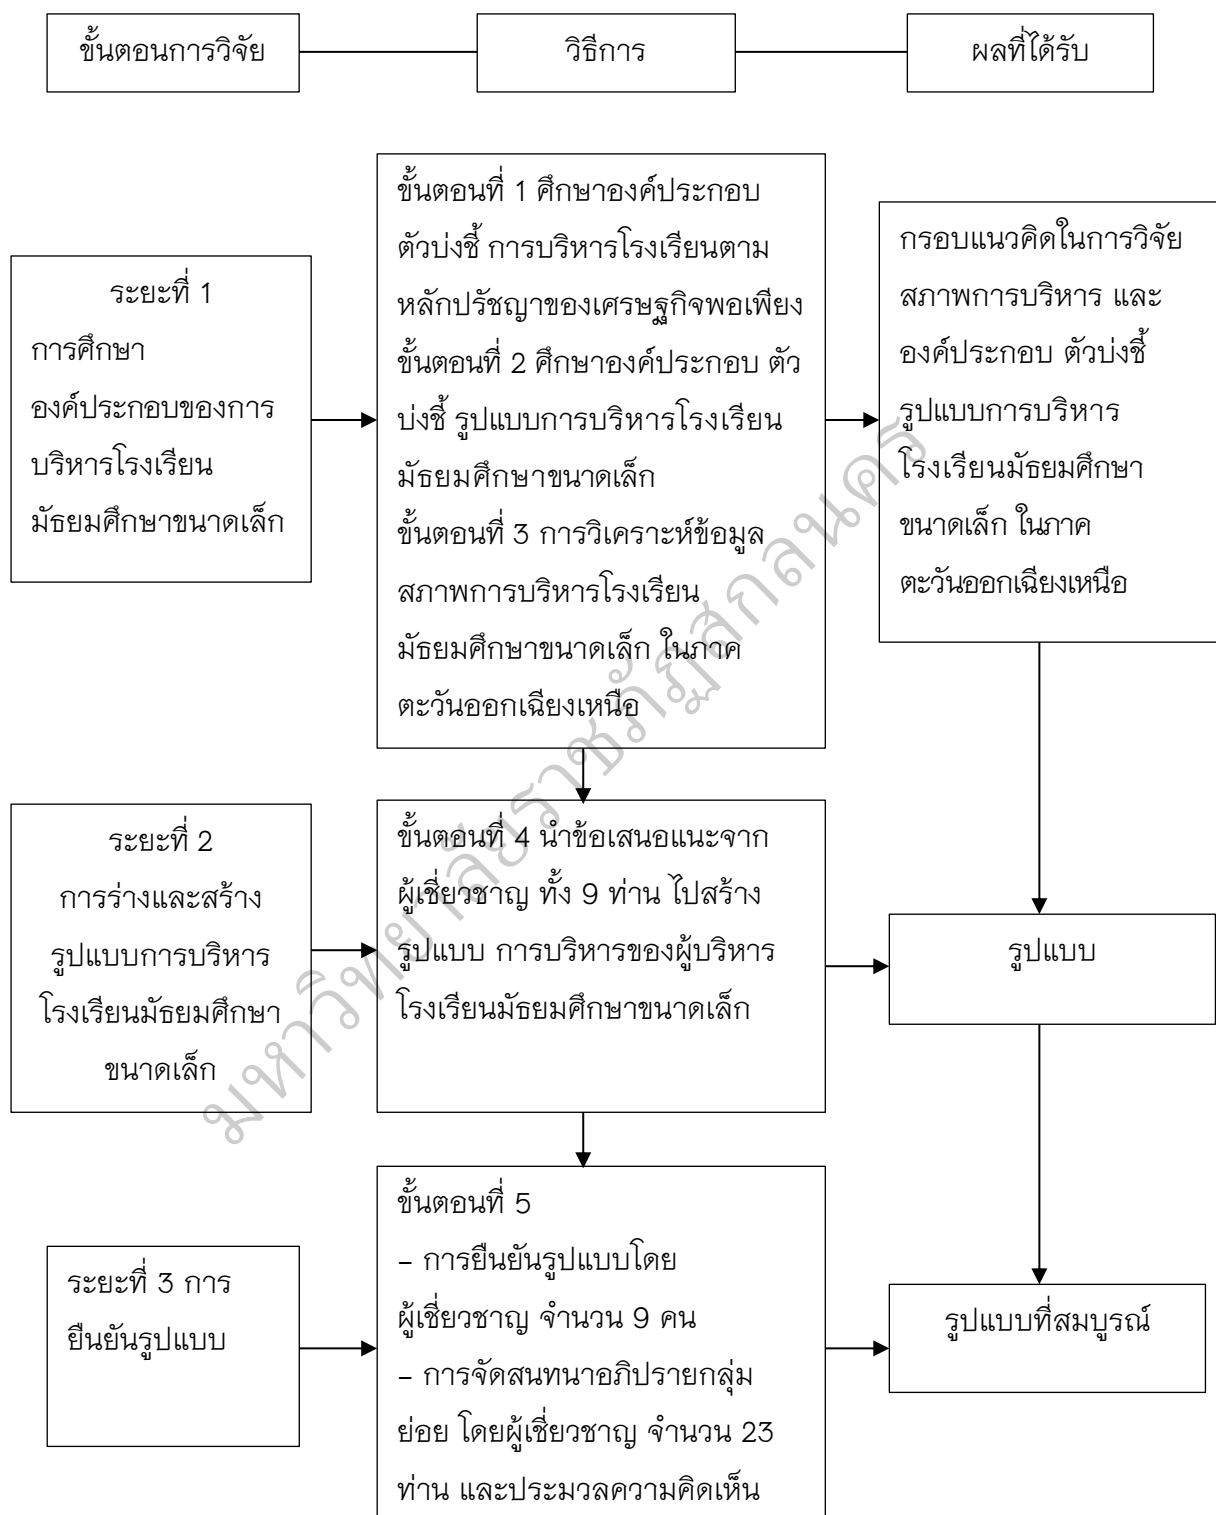 ขั้นตอนการวิจัย
วิธีการ
ผลที่ได้รับ
ระยะที่ 1
การศึกษา
องค์ประกอบของการ
บริหารโรงเรียน
มัธยมศึกษาขนาดเล็ก
ขั้นตอนที่ 1 ศึกษาองค์ประกอบ
ตัวบ่งชี้ การบริหารโรงเรียนตาม
หลักปรัชญาของเศรษฐกิจพอเพียง
ขั้นตอนที่ 2 ศึกษาองค์ประกอบ ตัว
บ่งชี้ รูปแบบการบริหารโรงเรียน
มัธยมศึกษาขนาดเล็ก
ขั้นตอนที่ 3 การวิเคราะห์ข้อมูล
สภาพการบริหารโรงเรียน
มัธยมศึกษาขนาดเล็ก ในภาค
ตะวันออกเฉียงเหนือ
กรอบแนวคิดในการวิจัย
สภาพการบริหาร และ
องค์ประกอบ ตัวบ่งชี้
รูปแบบการบริหาร
โรงเรียนมัธยมศึกษา
ขนาดเล็ก ในภาค
ตะวันออกเฉียงเหนือ
ระยะที่ 2
การร่างและสร้าง
รูปแบบการบริหาร
โรงเรียนมัธยมศึกษา
ขนาดเล็ก
ขั้นตอนที่ 4 นำข้อเสนอแนะจาก
ผู้เชี่ยวชาญ ทั้ง 9 ท่าน ไปสร้าง
รูปแบบ การบริหารของผู้บริหาร
โรงเรียนมัธยมศึกษาขนาดเล็ก
รูปแบบ
ระยะที่ 3 การ
ยืนยันรูปแบบ
ขั้นตอนที่ 5
– การยืนยันรูปแบบโดย
ผู้เชี่ยวชาญ จำนวน 9 คน
– การจัดสนทนาอภิปรายกลุ่ม
ย่อย โดยผู้เชี่ยวชาญ จำนวน 23
ท่าน และประมวลความคิดเห็น
รูปแบบที่สมบูรณ์
มหาวิทยาลัยราชภัฏสกลนคร